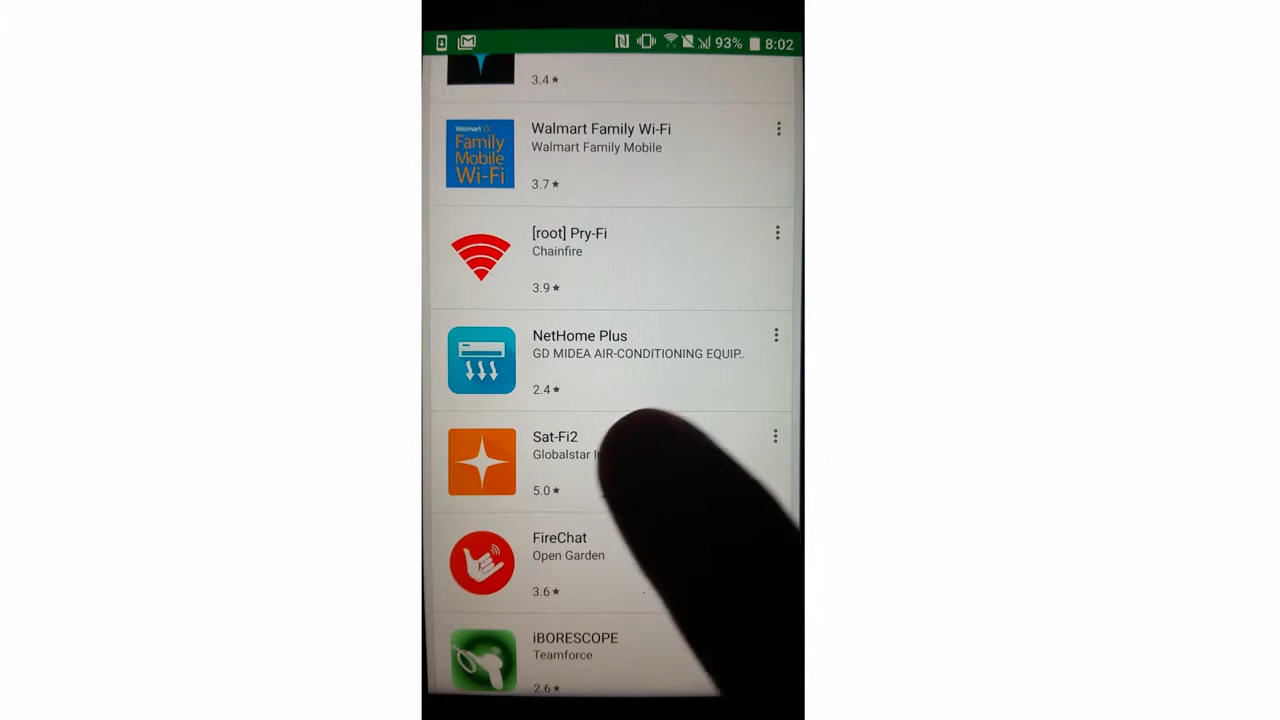 93% 8:02
3.4★
Walmart
Family
Mobile
Wi-Fi
Walmart Family Wi-Fi
Walmart Family Mobile
3.7★
[root] Pry-Fi
Chainfire
3.9★
NetHome Plus
GD MIDEA AIR-CONDITIONING EQUIP..
2.4★
Sat-Fi2
Globalstar
5.0★
FireChat
Open Garden
3.6★
iBORESCOPE
Teamforce
2.6★